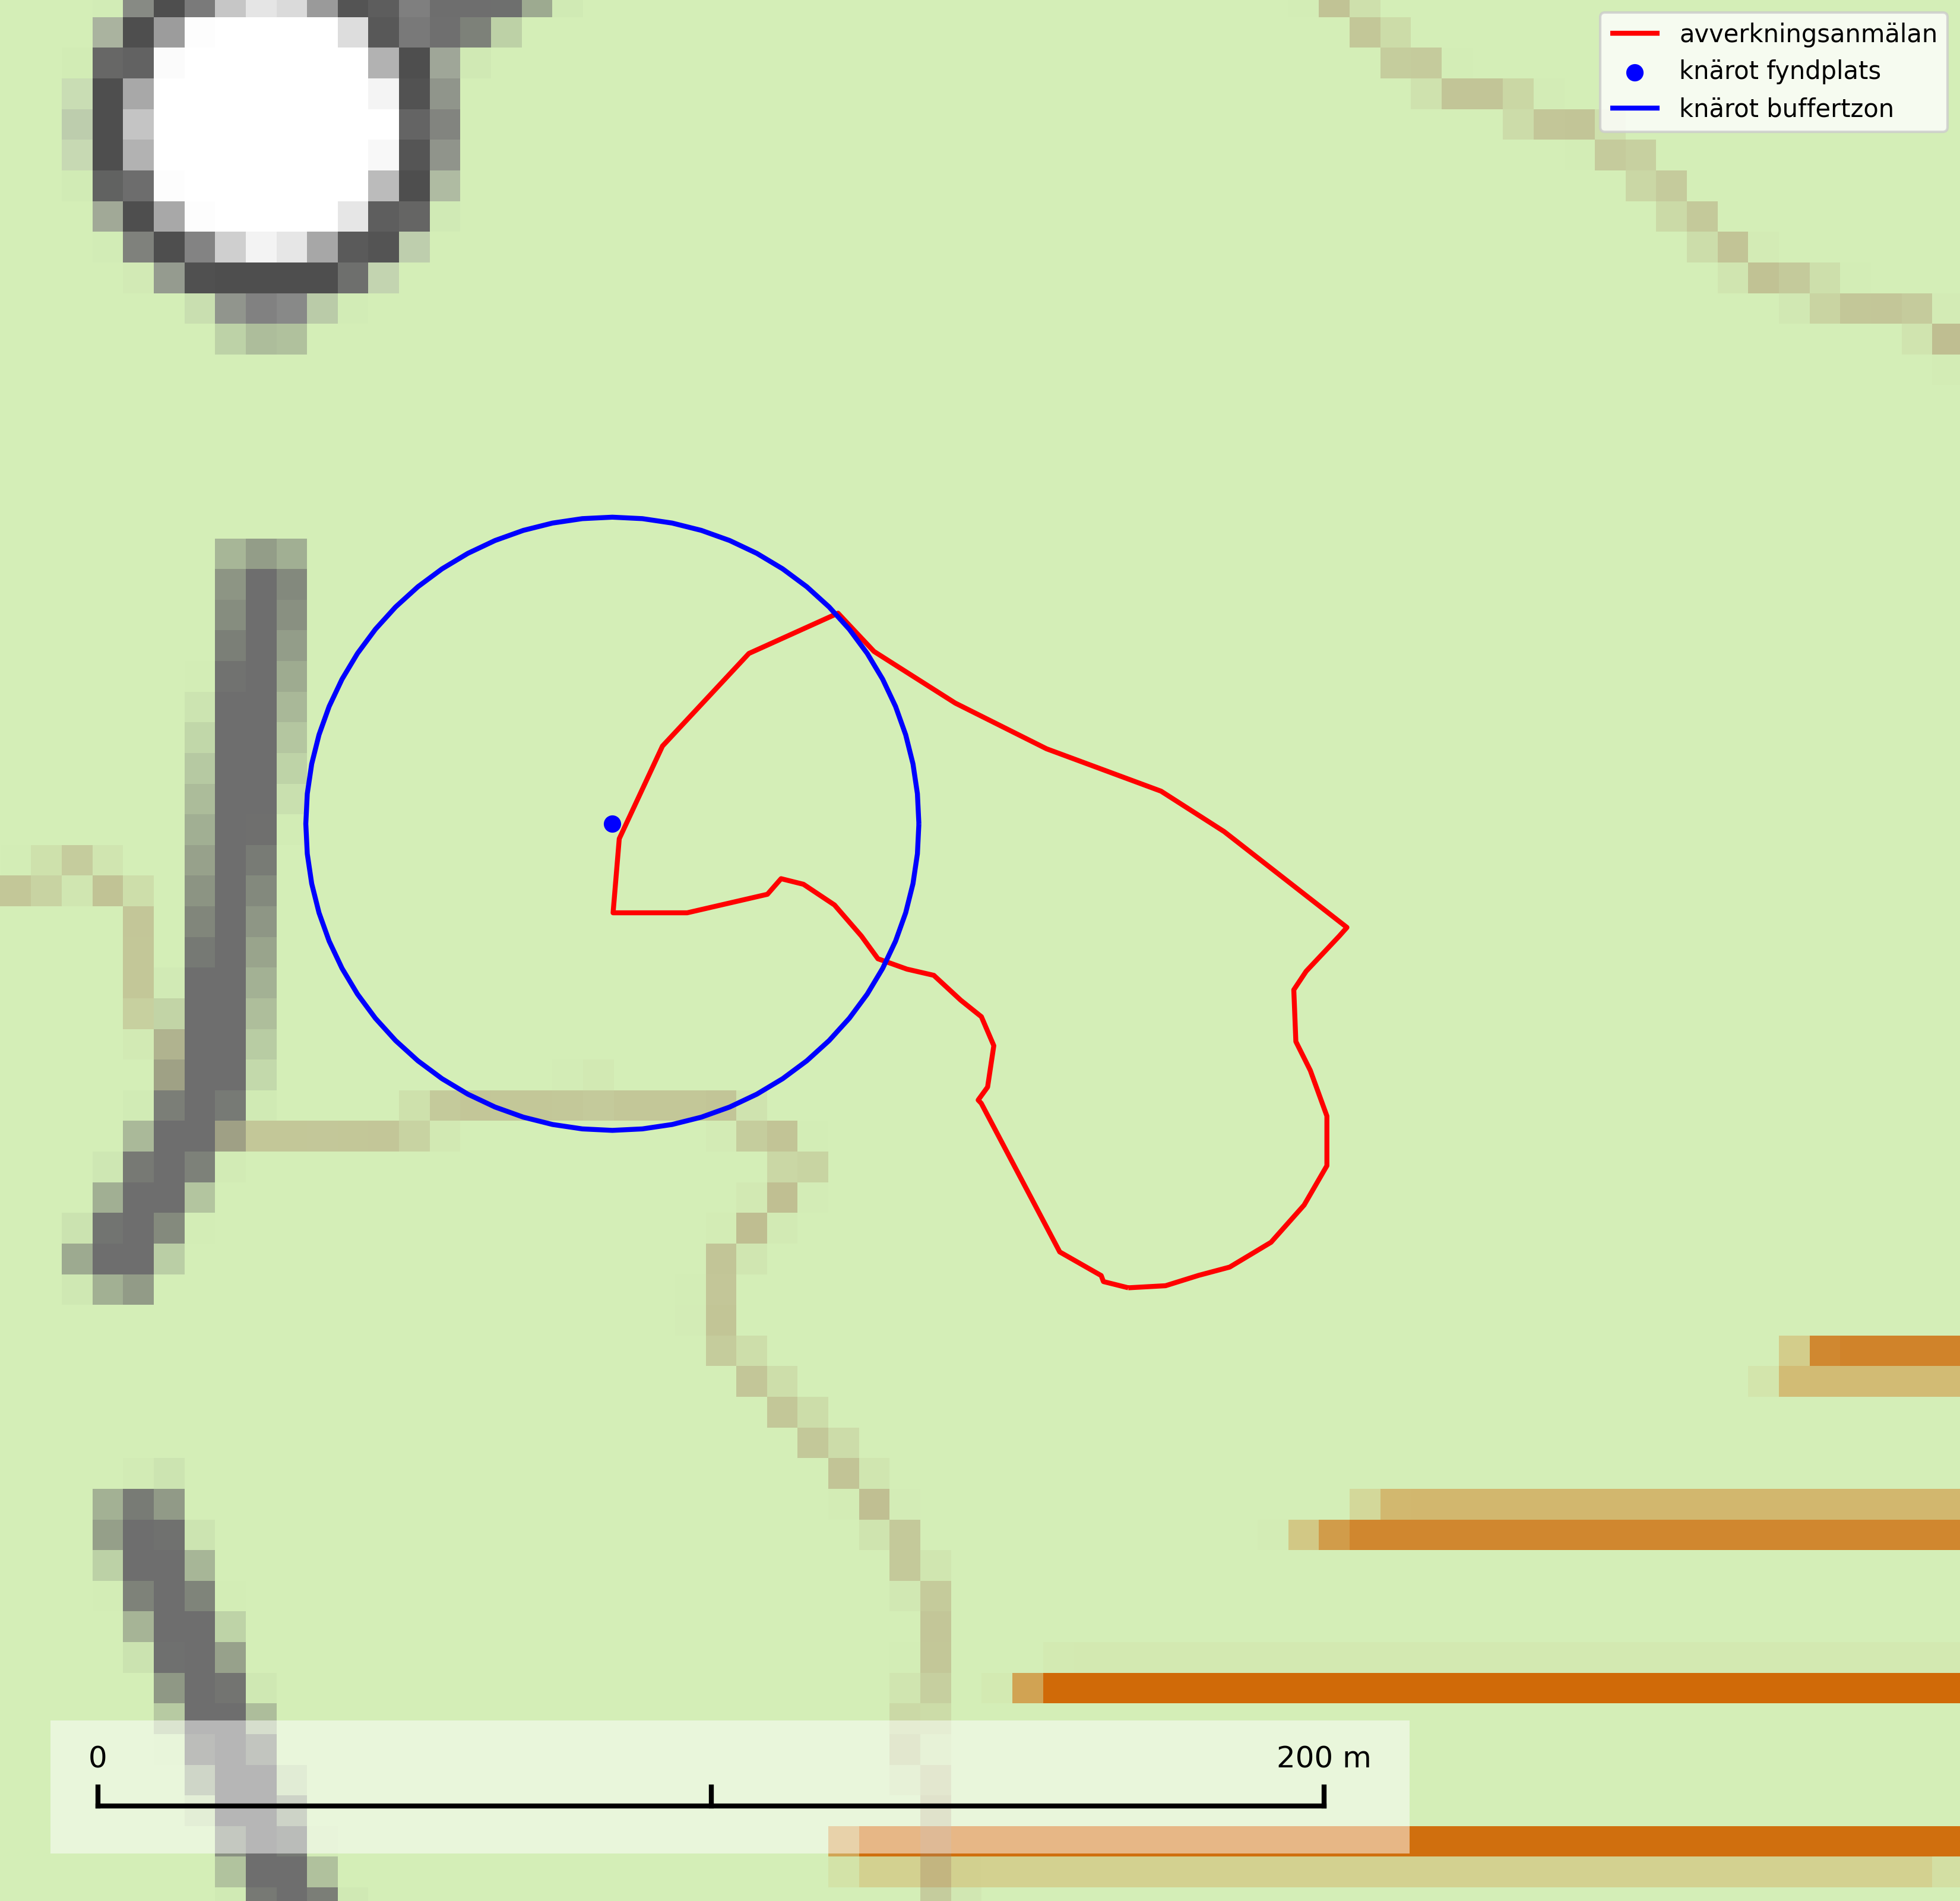 avverkningsanmälan
knärot fyndplats
knärot buffertzon
0
200 m